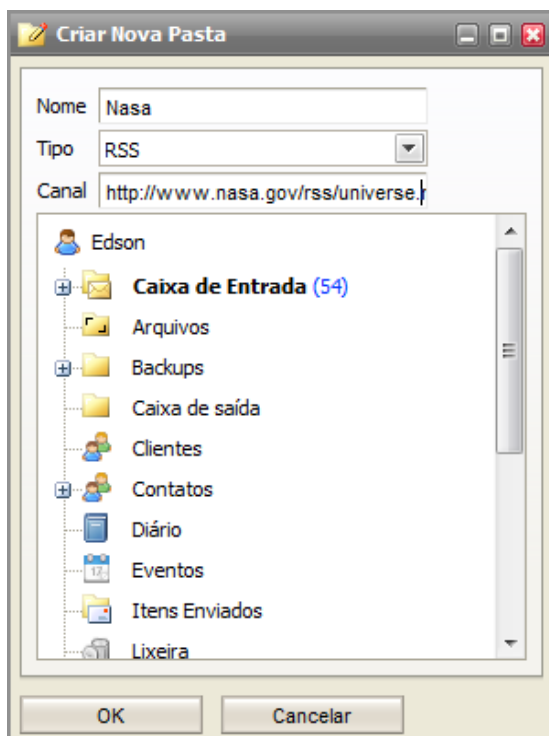 Criar Nova Pasta
Nome Nasa
Tipo RSS
Canal http://www.nasa.gov/rss/universe.r
Edson
Caixa de Entrada (54)
Arquivos
Backups
Caixa de saída
Clientes
Contatos
Diário
Eventos
Itens Enviados
Lixeira
OK Cancelar